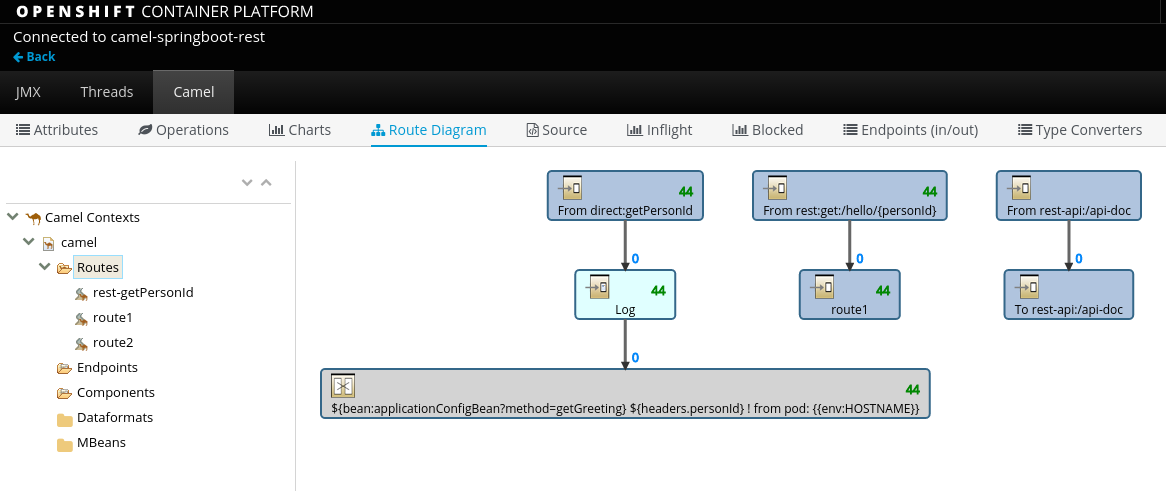 OPENSHIFT CONTAINER PLATFORM
Connected to camel-springboot-rest
Back
JMX Threads Camel
Attributes Operations Charts Route Diagram Source Inflight Blocked Endpoints (in/out) Type Converters
Camel Contexts
camel
Routes
rest-getPersonId
route1
route2
Endpoints
Components
Dataformats
MBeans
44
From direct:getPersonId
0
44
Log
0
44
${bean:applicationConfigBean?method=getGreeting} ${headers.personId} ! from pod: {{env:HOSTNAME}}
44
From rest:get:/hello/{personId}
0
44
route1
From rest-api:/api-doc
0
To rest-api:/api-doc